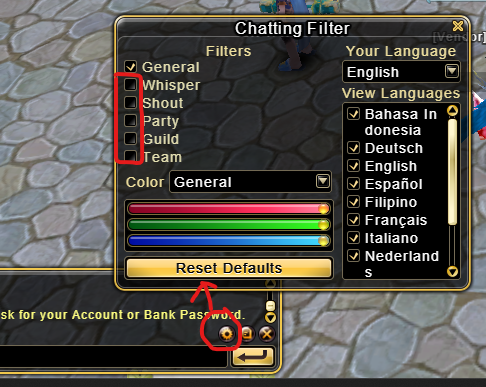 Chatting Filter
[Vendor]
Filters
General
Whisper
Shout
Party
Guild
Team
Color
General
Reset Defaults
Your Language
English
View Languages
Bahasa In
donesia
Deutsch
English
Español
Filipino
Français
Italiano
Nederland
s
sk for your Account or Bank Password.